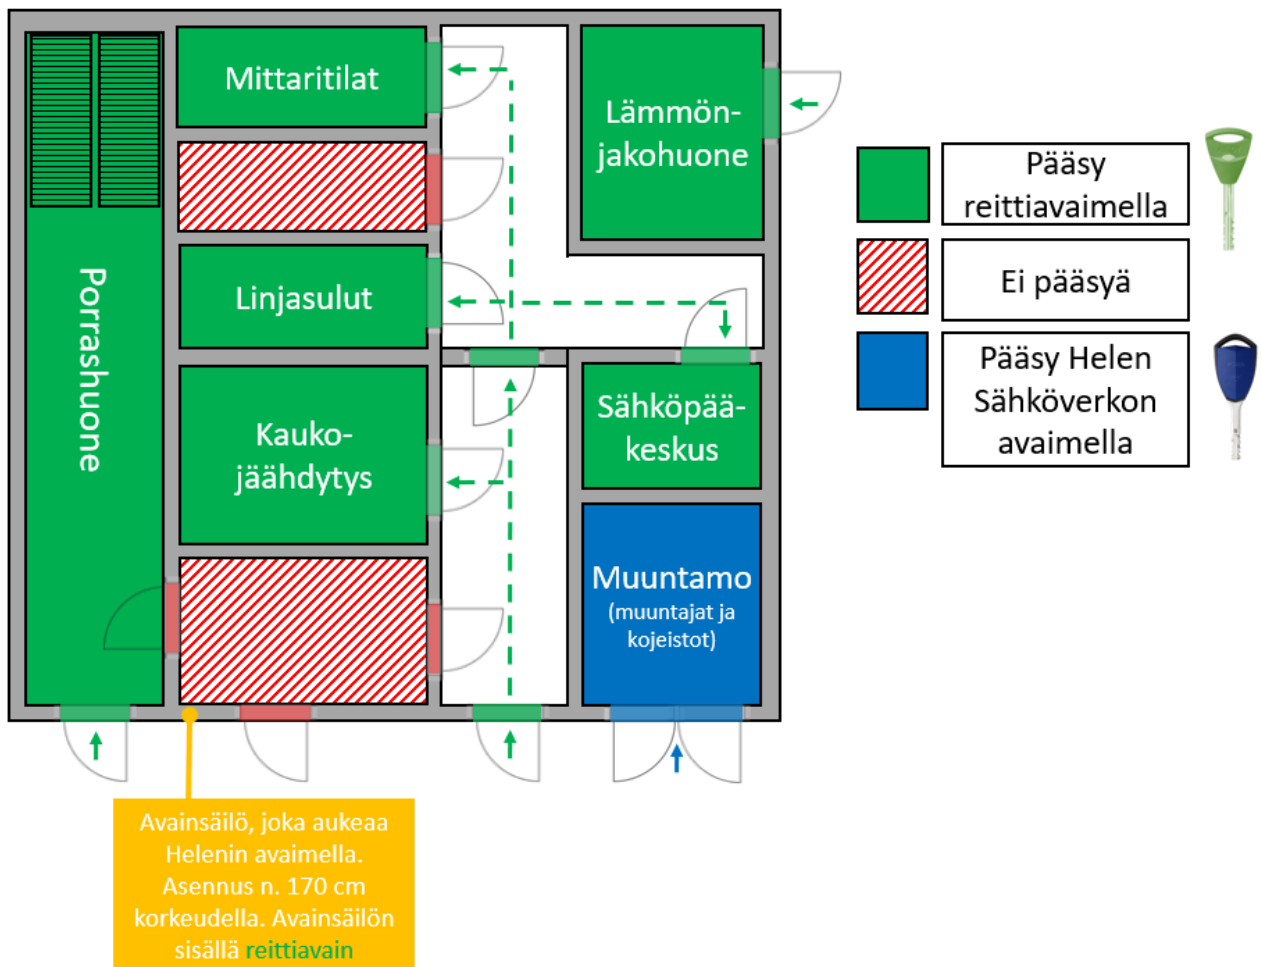 Mittaritilat
Lämmön-
jakohuone
Linjasulut
Porrashuone
Kauko-
jäähdytys
Sähköpää-
keskus
Muuntamo
(muuntajat ja
kojeistot)
Pääsy
reittiavaimella
Ei pääsyä
Pääsy Helen
Sähköverkon
avaimella
Avainsäilö, joka aukeaa
Helenin avaimella.
Asennus n. 170 cm
korkeudella. Avainsäilön
sisällä reittiavain